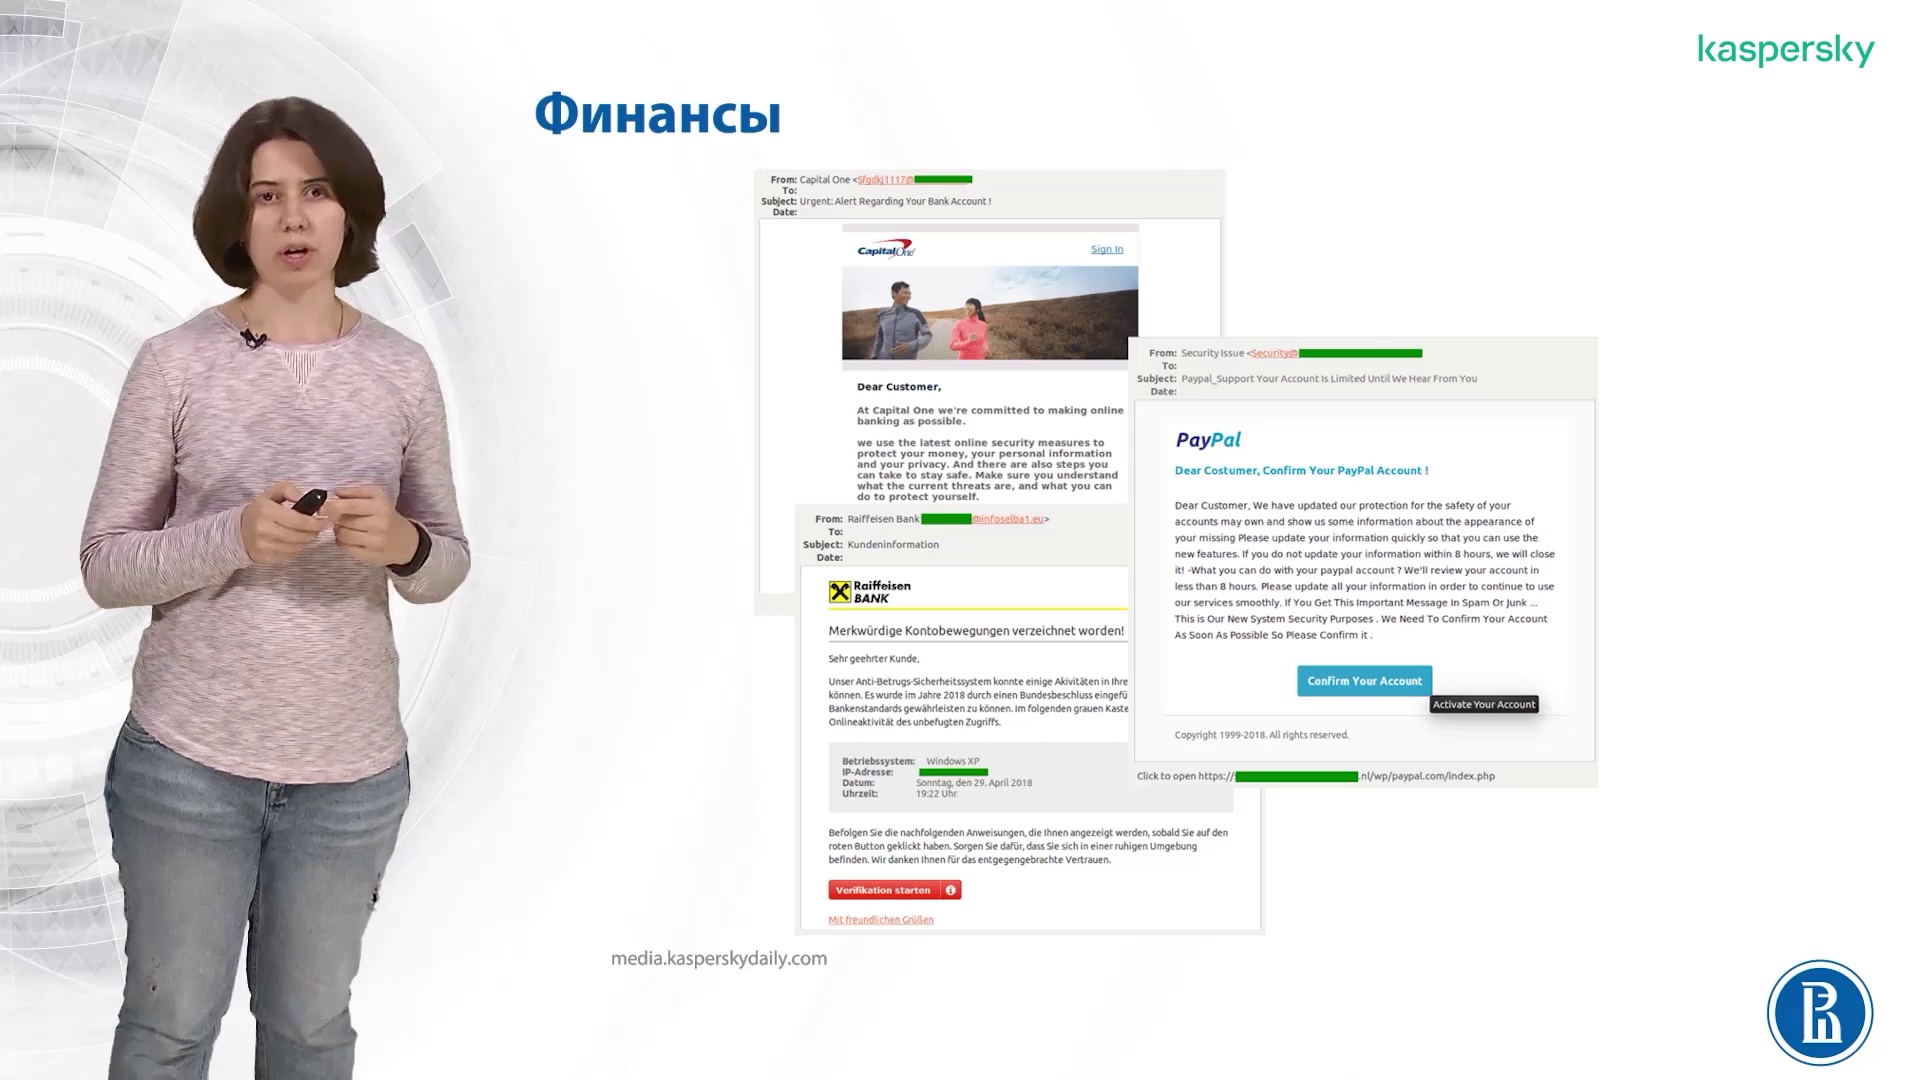 kaspersky
Финансы
From: Capital One <Sfgdkj1117@
To:
Subject: Urgent: Alert Regarding Your Bank Account !
Date:
CapitalOne
Sign In
Dear Customer,
At Capital One we're committed to making online
banking as possible.
we use the latest online security measures to
protect your money, your personal information
and your privacy. And there are also steps you
can take to stay safe. Make sure you understand
what the current threats are, and what you can
do to protect yourself.
From: Security Issue <Security@
To:
Subject: Paypal_Support Your Account Is Limited Until We Hear From You
Date:
PayPal
Dear Costumer, Confirm Your PayPal Account !
Dear Customer, We have updated our protection for the safety of your
accounts may own and show us some information about the appearance of
your missing Please update your information quickly so that you can use the
new features. If you do not update your information within 8 hours, we will close
it! -What you can do with your paypal account ? We'll review your account in
less than 8 hours. Please update all your information in order to continue to use
our services smoothly. If You Get This Important Message In Spam Or Junk ...
This is Our New System Security Purposes . We Need To Confirm Your Account
As Soon As Possible So Please Confirm it .
Confirm Your Account
Activate Your Account
Copyright 1999-2018. All rights reserved.
Click to open https:// .nl/wp/paypal.com/index.php
From: Raiffeisen Bank @infoselba1.eu>
To:
Subject: Kundeninformation
Date:
Raiffeisen
BANK
Merkwürdige Kontobewegungen verzeichnet worden!
Sehr geehrter Kunde,
Unser Anti-Betrugs-Sicherheitssystem konnte einige Akivitäten in Ihre
können. Es wurde im Jahre 2018 durch einen Bundesbeschluss eingefü
Bankenstandards gewährleisten zu können. Im folgenden grauen Kaste
Onlineaktivität des unbefugten Zugriffs.
Betriebssystem: Windows XP
IP-Adresse:
Datum: Sonntag, den 29. April 2018
Uhrzeit: 19:22 Uhr
Befolgen Sie die nachfolgenden Anweisungen, die Ihnen angezeigt werden, sobald Sie auf den
roten Button geklickt haben. Sorgen Sie dafür, dass Sie sich in einer ruhigen Umgebung
befinden. Wir danken Ihnen für das entgegengebrachte Vertrauen.
Verifikation starten
Mit freundlichen Grüßen
media.kasperskydaily.com